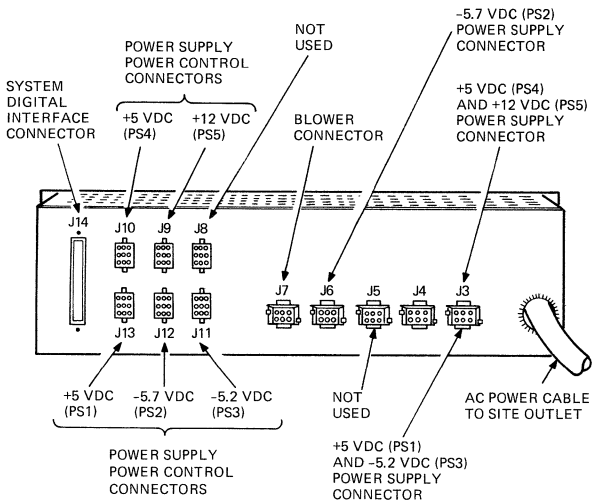 -5.7 VDC (PS2)
POWER SUPPLY
CONNECTOR
NOT
USED
POWER SUPPLY
POWER CONTROL
CONNECTORS
SYSTEM
DIGITAL
INTERFACE
CONNECTOR
+5 VDC
(PS4)
+12 VDC
(PS5)
BLOWER
CONNECTOR
+5 VDC (PS4)
AND +12 VDC (PS5)
POWER SUPPLY
CONNECTOR
J14
J10
J9
J8
J7
J6
J5
J4
J3
J13
J12
J11
+5 VDC
(PS1)
-5.7 VDC
(PS2)
-5.2 VDC
(PS3)
NOT
USED
AC POWER CABLE
TO SITE OUTLET
POWER SUPPLY
POWER CONTROL
CONNECTORS
+5 VDC (PS1)
AND -5.2 VDC (PS3)
POWER SUPPLY
CONNECTOR